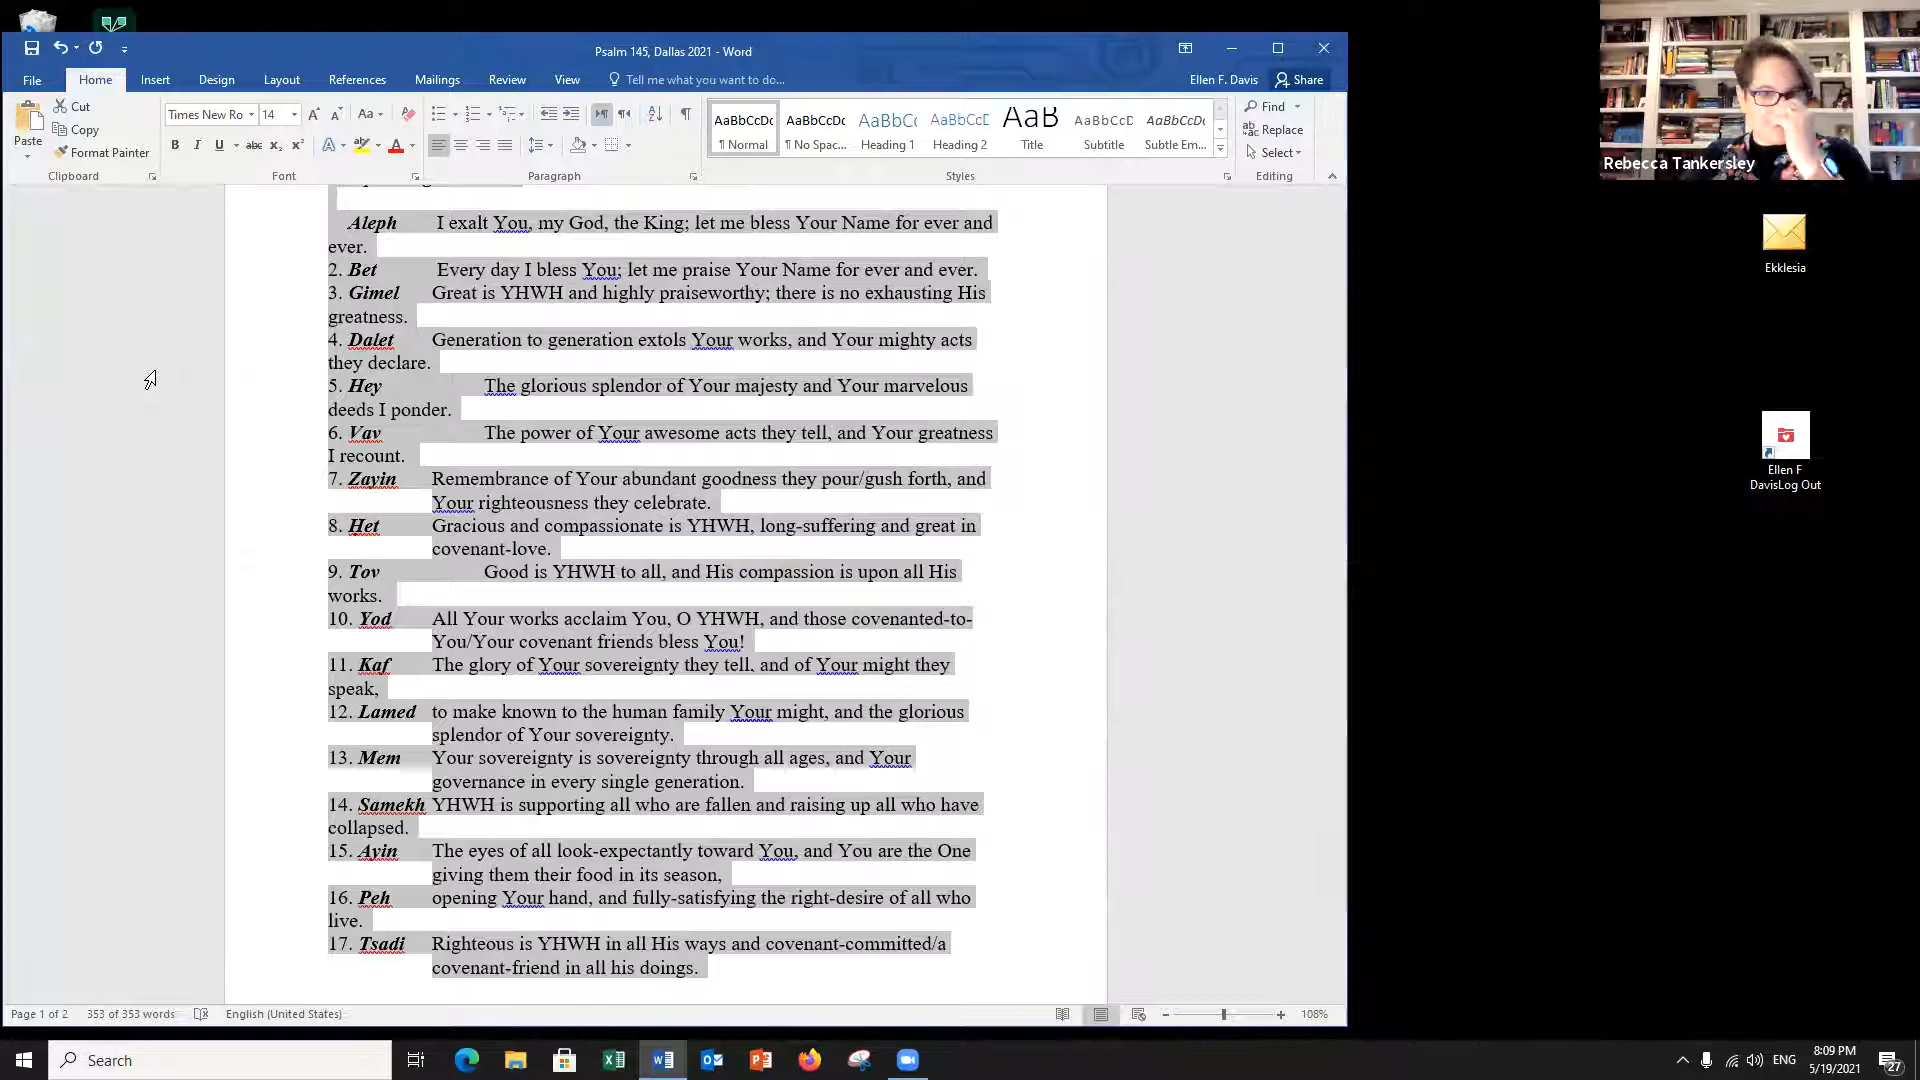 Psalm 145, Dallas 2021 - Word
File Home Insert Design Layout References Mailings Review View Tell me what you want to do... Ellen F. Davis Share
Paste
Cut
Copy
Format Painter
Clipboard
Times New Ro 14
Font
Paragraph
AaBbCcDc AaBbCcDc AaBbCc AaBbCcE AaB AaBbCcD AaBbCcDc
¶ Normal ¶ No Spac... Heading 1 Heading 2 Title Subtitle Subtle Em...
Styles
Find
Replace
Select
Editing
Rebecca Tankersley
Aleph I exalt You, my God, the King; let me bless Your Name for ever and
ever.
2. Bet Every day I bless You; let me praise Your Name for ever and ever.
3. Gimel Great is YHWH and highly praiseworthy; there is no exhausting His
greatness.
4. Dalet Generation to generation extols Your works, and Your mighty acts
they declare.
5. Hey The glorious splendor of Your majesty and Your marvelous
deeds I ponder.
6. Vav The power of Your awesome acts they tell, and Your greatness
I recount.
7. Zayin Remembrance of Your abundant goodness they pour/gush forth, and
Your righteousness they celebrate.
8. Het Gracious and compassionate is YHWH, long-suffering and great in
covenant-love.
9. Tov Good is YHWH to all, and His compassion is upon all His
works.
10. Yod All Your works acclaim You, O YHWH, and those covenanted-to-
You/Your covenant friends bless You!
11. Kaf The glory of Your sovereignty they tell, and of Your might they
speak,
12. Lamed to make known to the human family Your might, and the glorious
splendor of Your sovereignty.
13. Mem Your sovereignty is sovereignty through all ages, and Your
governance in every single generation.
14. Samekh YHWH is supporting all who are fallen and raising up all who have
collapsed.
15. Ayin The eyes of all look-expectantly toward You, and You are the One
giving them their food in its season,
16. Peh opening Your hand, and fully-satisfying the right-desire of all who
live.
17. Tsadi Righteous is YHWH in all His ways and covenant-committed/a
covenant-friend in all his doings.
Ekklesia
Ellen F
DavisLog Out
Page 1 of 2 353 of 353 words English (United States) 108%
Search
ENG
8:09 PM
5/19/2021
27